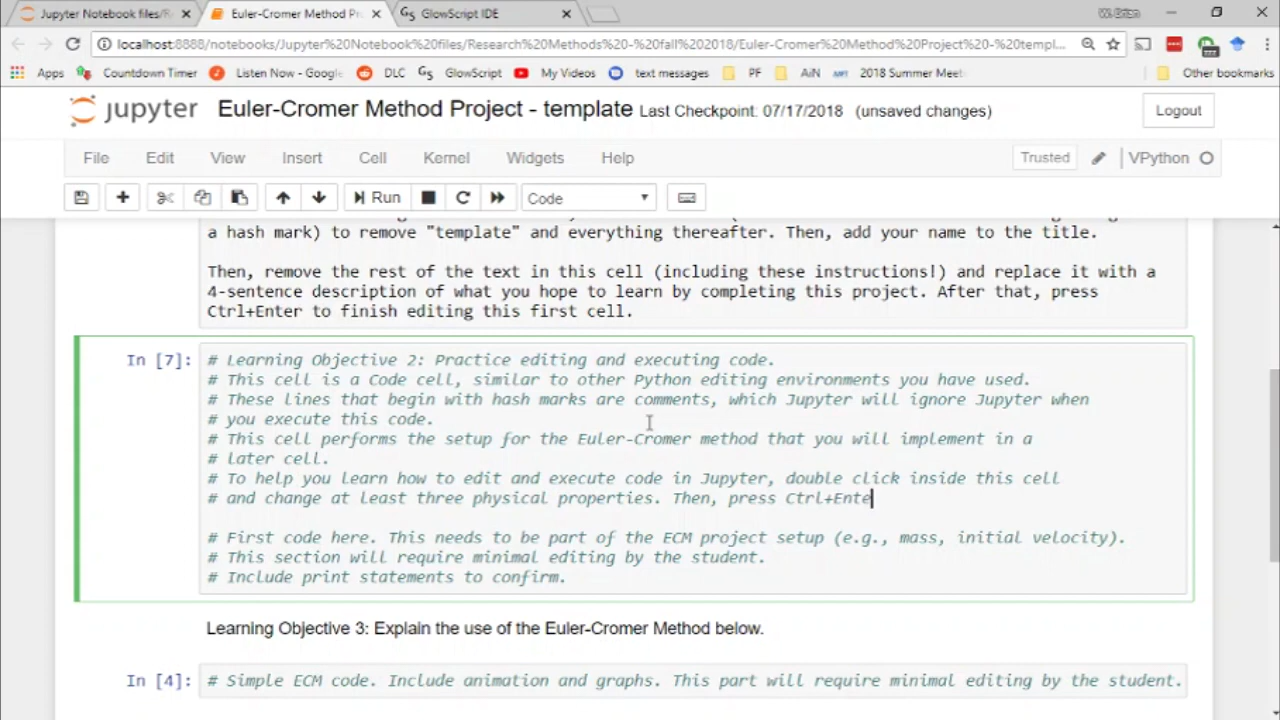 Jupyter Notebook files/R
Euler-Cromer Method Pr
GlowScript IDE
localhost:8888/notebooks/Jupyter%20Notebook%20files/Research%20Methods%20-%20fall%202018/Euler-Cromer%20Method%20Project%20-%20templ...
Apps
Countdown Timer
Listen Now - Google
DLC
GlowScript
My Videos
text messages
PF
AiN
2018 Summer Meet
Other bookmarks
jupyter
Euler-Cromer Method Project - template Last Checkpoint: 07/17/2018 (unsaved changes)
Logout
File Edit View Insert Cell Kernel Widgets Help
Trusted
VPython
Run
Code
a hash mark) to remove "template" and everything thereafter. Then, add your name to the title.
Then, remove the rest of the text in this cell (including these instructions!) and replace it with a
4-sentence description of what you hope to learn by completing this project. After that, press
Ctrl+Enter to finish editing this first cell.
In [7]:
# Learning Objective 2: Practice editing and executing code.
# This cell is a Code cell, similar to other Python editing environments you have used.
# These lines that begin with hash marks are comments, which Jupyter will ignore Jupyter when
# you execute this code.
# This cell performs the setup for the Euler-Cromer method that you will implement in a
# later cell.
# To help you learn how to edit and execute code in Jupyter, double click inside this cell
# and change at least three physical properties. Then, press Ctrl+Ente
# First code here. This needs to be part of the ECM project setup (e.g., mass, initial velocity).
# This section will require minimal editing by the student.
# Include print statements to confirm.
Learning Objective 3: Explain the use of the Euler-Cromer Method below.
In [4]:
# Simple ECM code. Include animation and graphs. This part will require minimal editing by the student.